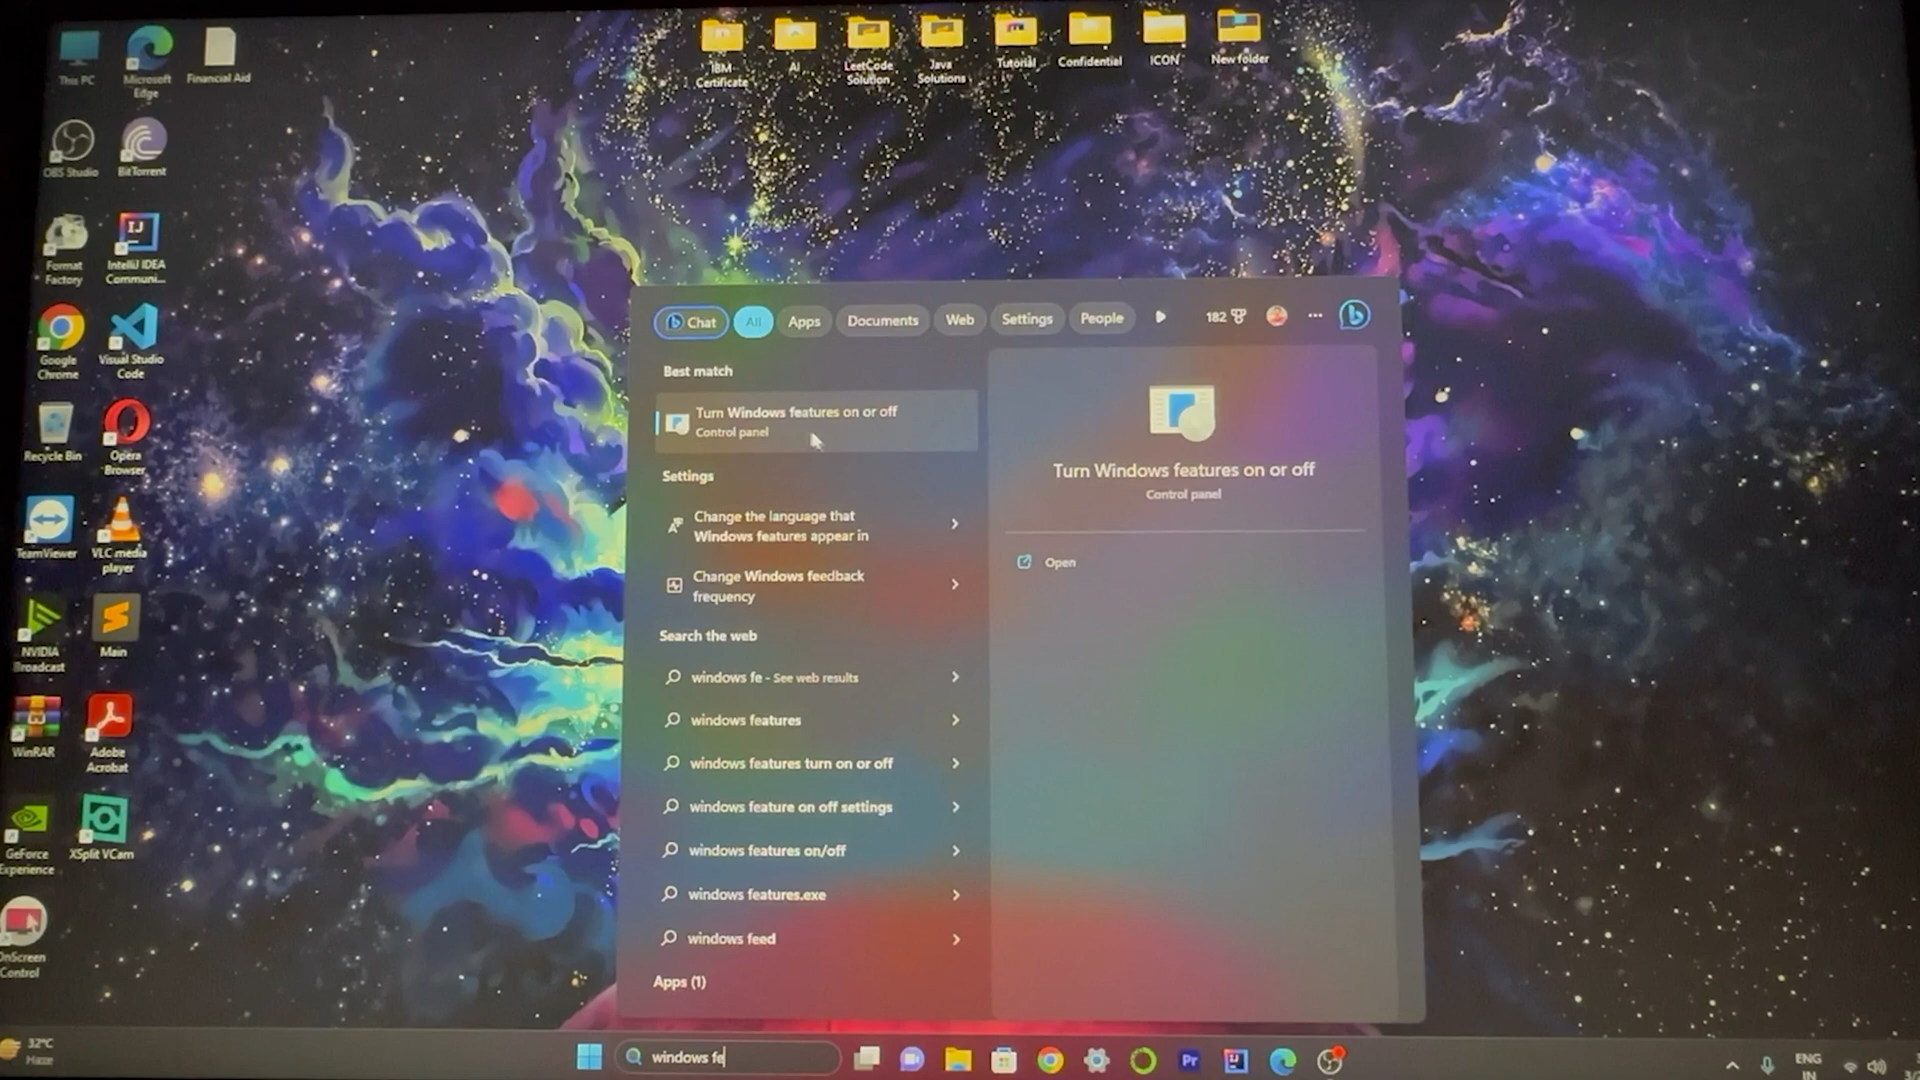 This PC
Microsoft
Edge
Financial Aid
IBM
Certificate
AI
LeetCode
Solution
Java
Solutions
Tutorial
Confidential
ICON
New folder
OBS Studio
BitTorrent
Format
Factory
IntelliJ IDEA
Communi...
Google
Chrome
Visual Studio
Code
Recycle Bin
Opera
Browser
TeamViewer
VLC media
player
NVIDIA
Broadcast
Main
WinRAR
Adobe
Acrobat
GeForce
Experience
XSplit VCam
OnScreen
Control
Chat
All
Apps
Documents
Web
Settings
People
182
Best match
Turn Windows features on or off
Control panel
Settings
Change the language that
Windows features appear in
Change Windows feedback
frequency
Search the web
windows fe - See web results
windows features
windows features turn on or off
windows feature on off settings
windows features on/off
windows features.exe
windows feed
Apps (1)
Turn Windows features on or off
Control panel
Open
32°C
Haze
windows fe
Pr
IJ
ENG
IN